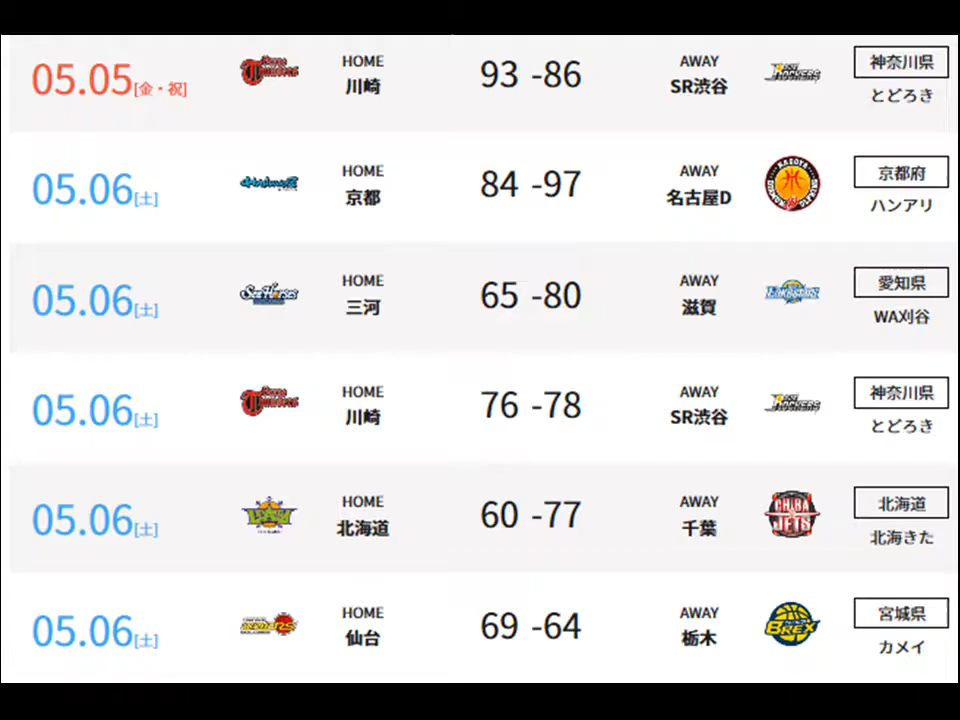 05.05[金・祝] HOME 川崎 93 -86 AWAY SR渋谷 神奈川県 とどろき
05.06[土] HOME 京都 84 -97 AWAY 名古屋D 京都府 ハンアリ
05.06[土] HOME 三河 65 -80 AWAY 滋賀 愛知県 WA刈谷
05.06[土] HOME 川崎 76 -78 AWAY SR渋谷 神奈川県 とどろき
05.06[土] HOME 北海道 60 -77 AWAY 千葉 CHIBA JETS 北海道 北海きた
05.06[土] HOME 仙台 69 -64 AWAY 栃木 BREX 宮城県 カメイ